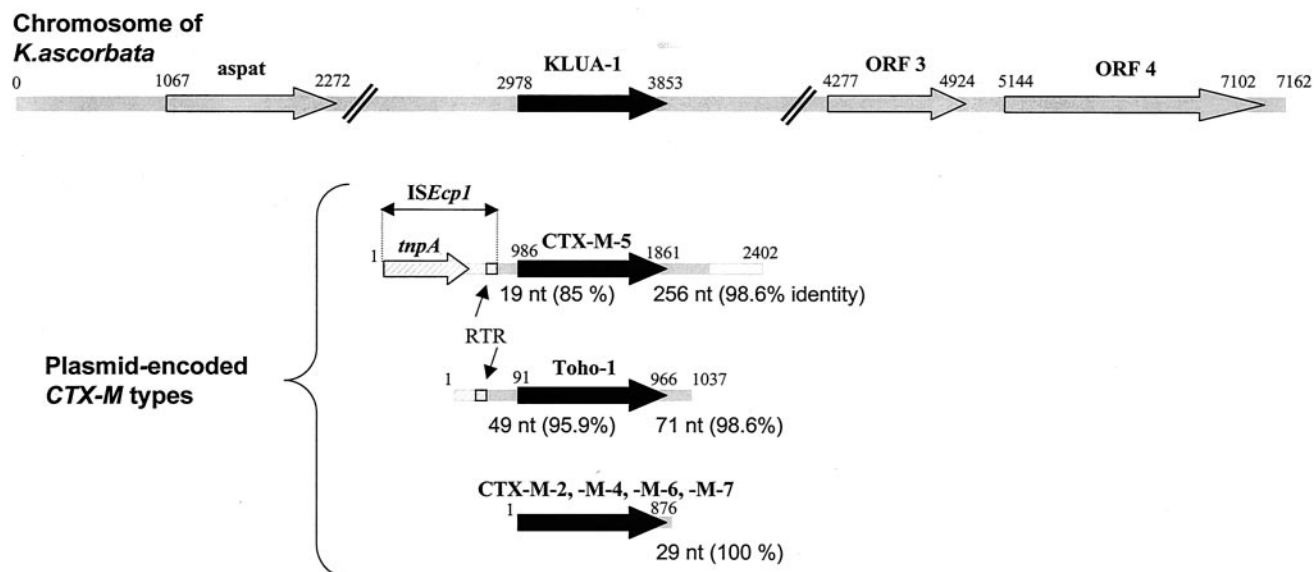 Chromosome of
K.ascorbata
aspat KLUA-1 ORF 3 ORF 4
0 1067 2272 2978 3853 4277 4924 5144 7102 7162
ISEcp1
tnpA CTX-M-5
1 986 1861 2402
19 nt (85 %) 256 nt (98.6% identity)
RTR
Plasmid-encoded
CTX-M types
Toho-1
1 91 966 1037
49 nt (95.9%) 71 nt (98.6%)
CTX-M-2, -M-4, -M-6, -M-7
1 876
29 nt (100 %)